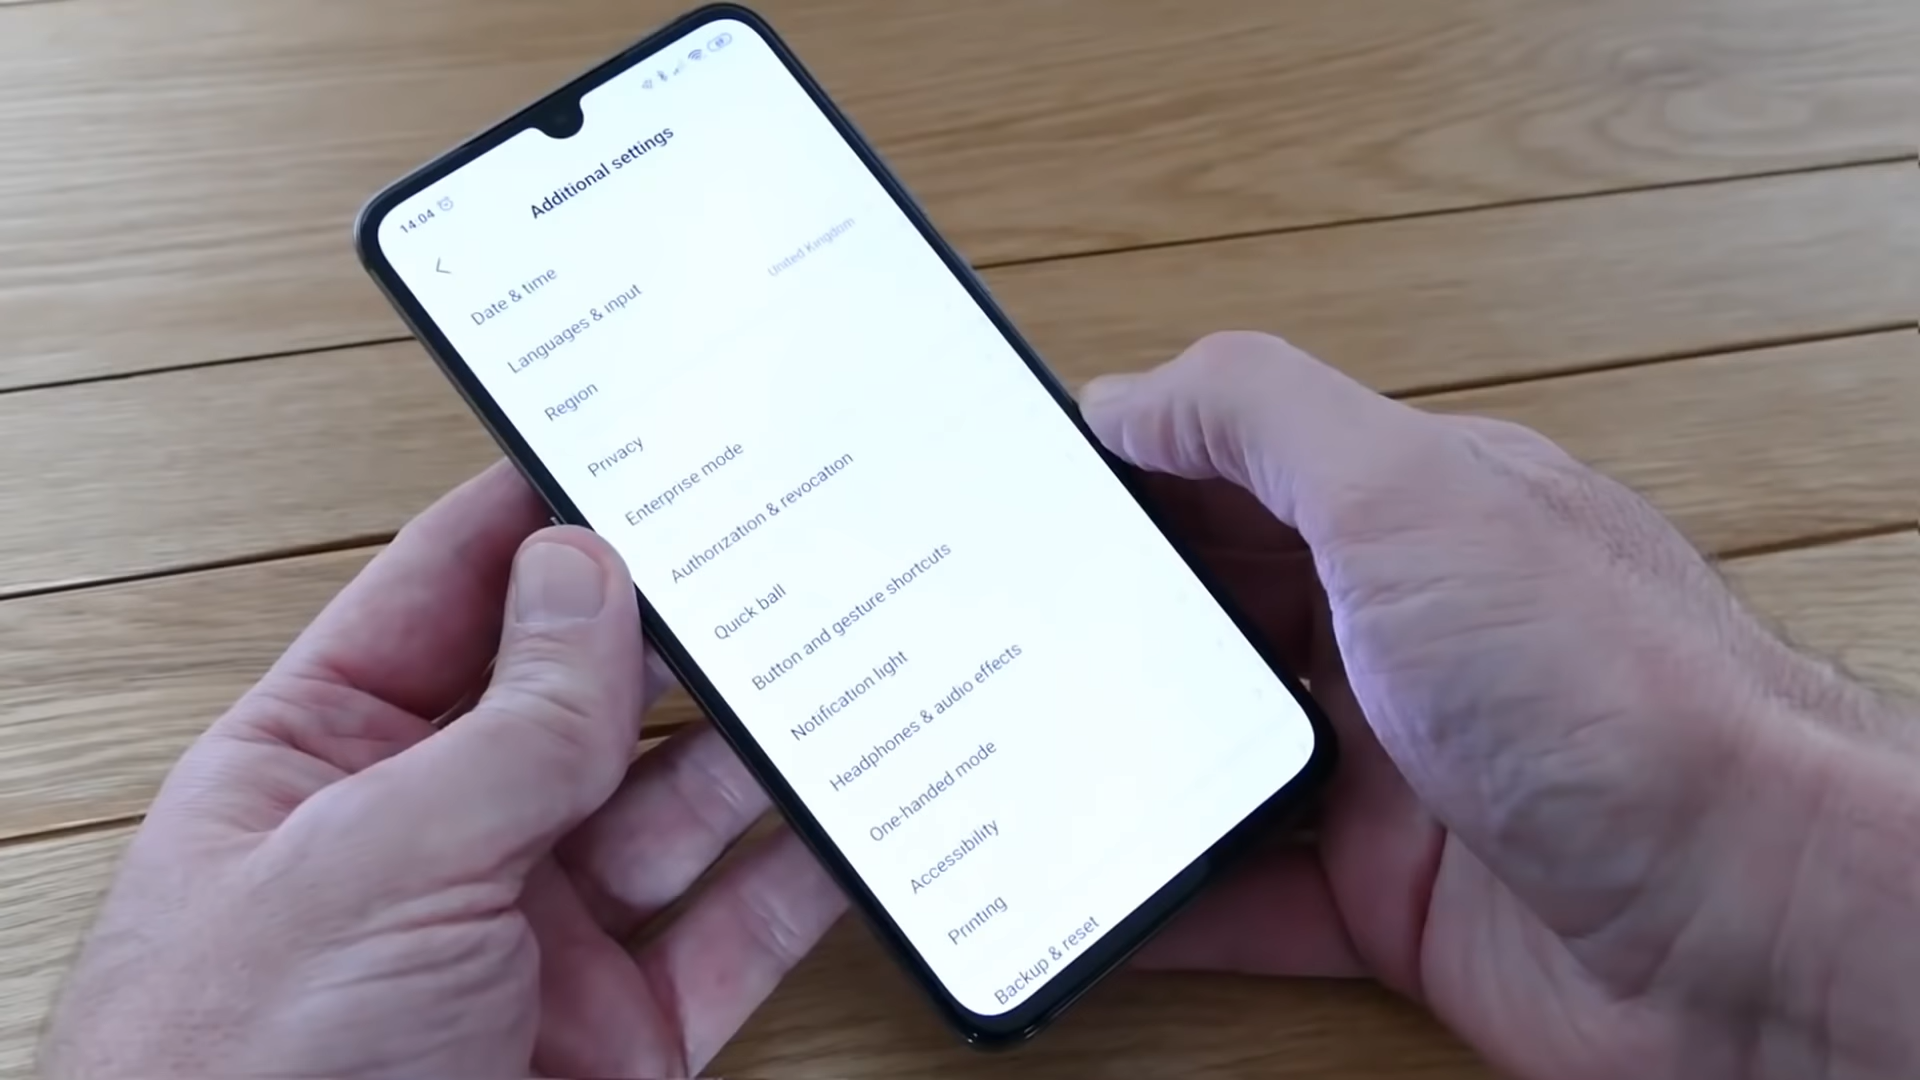 14:04
Additional settings
Date & time
Languages & input
Region United Kingdom
Privacy
Enterprise mode
Authorization & revocation
Quick ball
Button and gesture shortcuts
Notification light
Headphones & audio effects
One-handed mode
Accessibility
Printing
Backup & reset